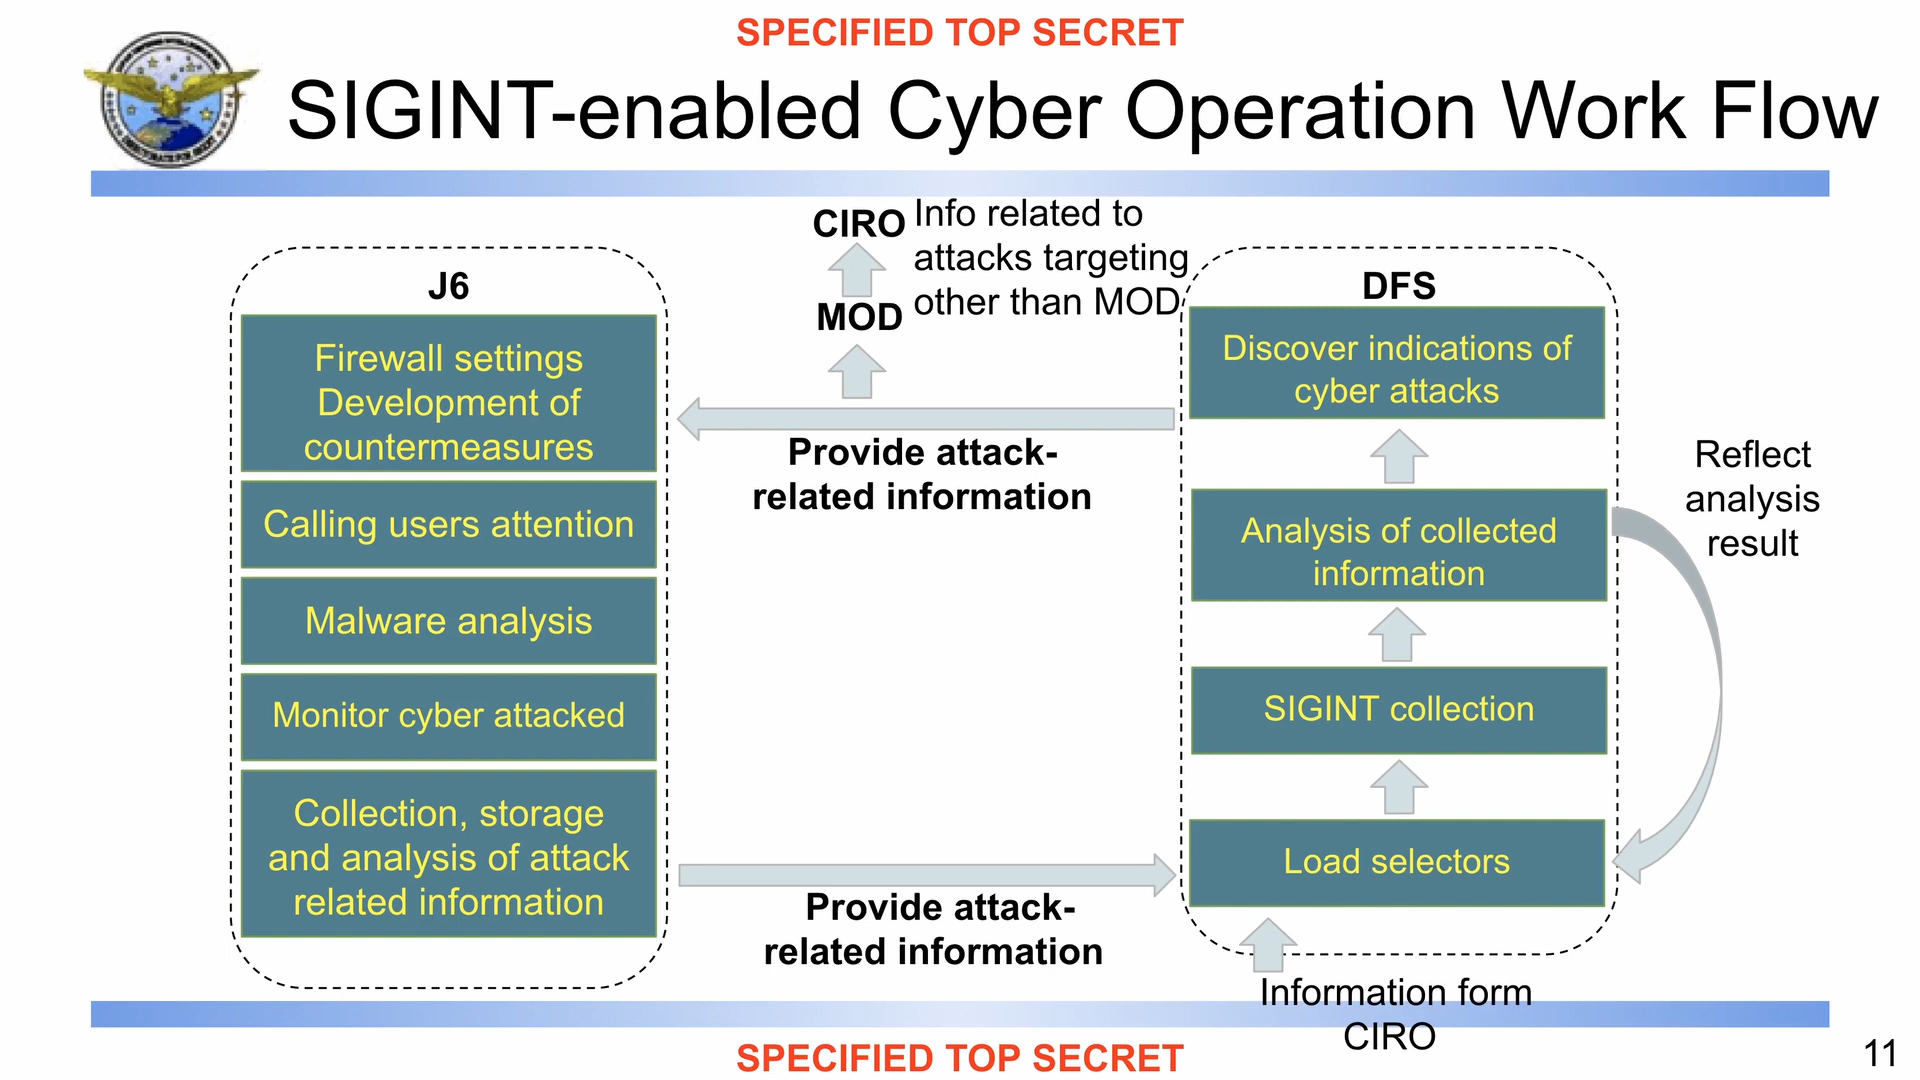 SPECIFIED TOP SECRET
SIGINT-enabled Cyber Operation Work Flow
CIRO
Info related to
attacks targeting
other than MOD
MOD
J6
Firewall settings
Development of
countermeasures
Calling users attention
Malware analysis
Monitor cyber attacked
Collection, storage
and analysis of attack
related information
Provide attack-
related information
Provide attack-
related information
DFS
Discover indications of
cyber attacks
Analysis of collected
information
SIGINT collection
Load selectors
Reflect
analysis
result
Information form
CIRO
SPECIFIED TOP SECRET
11